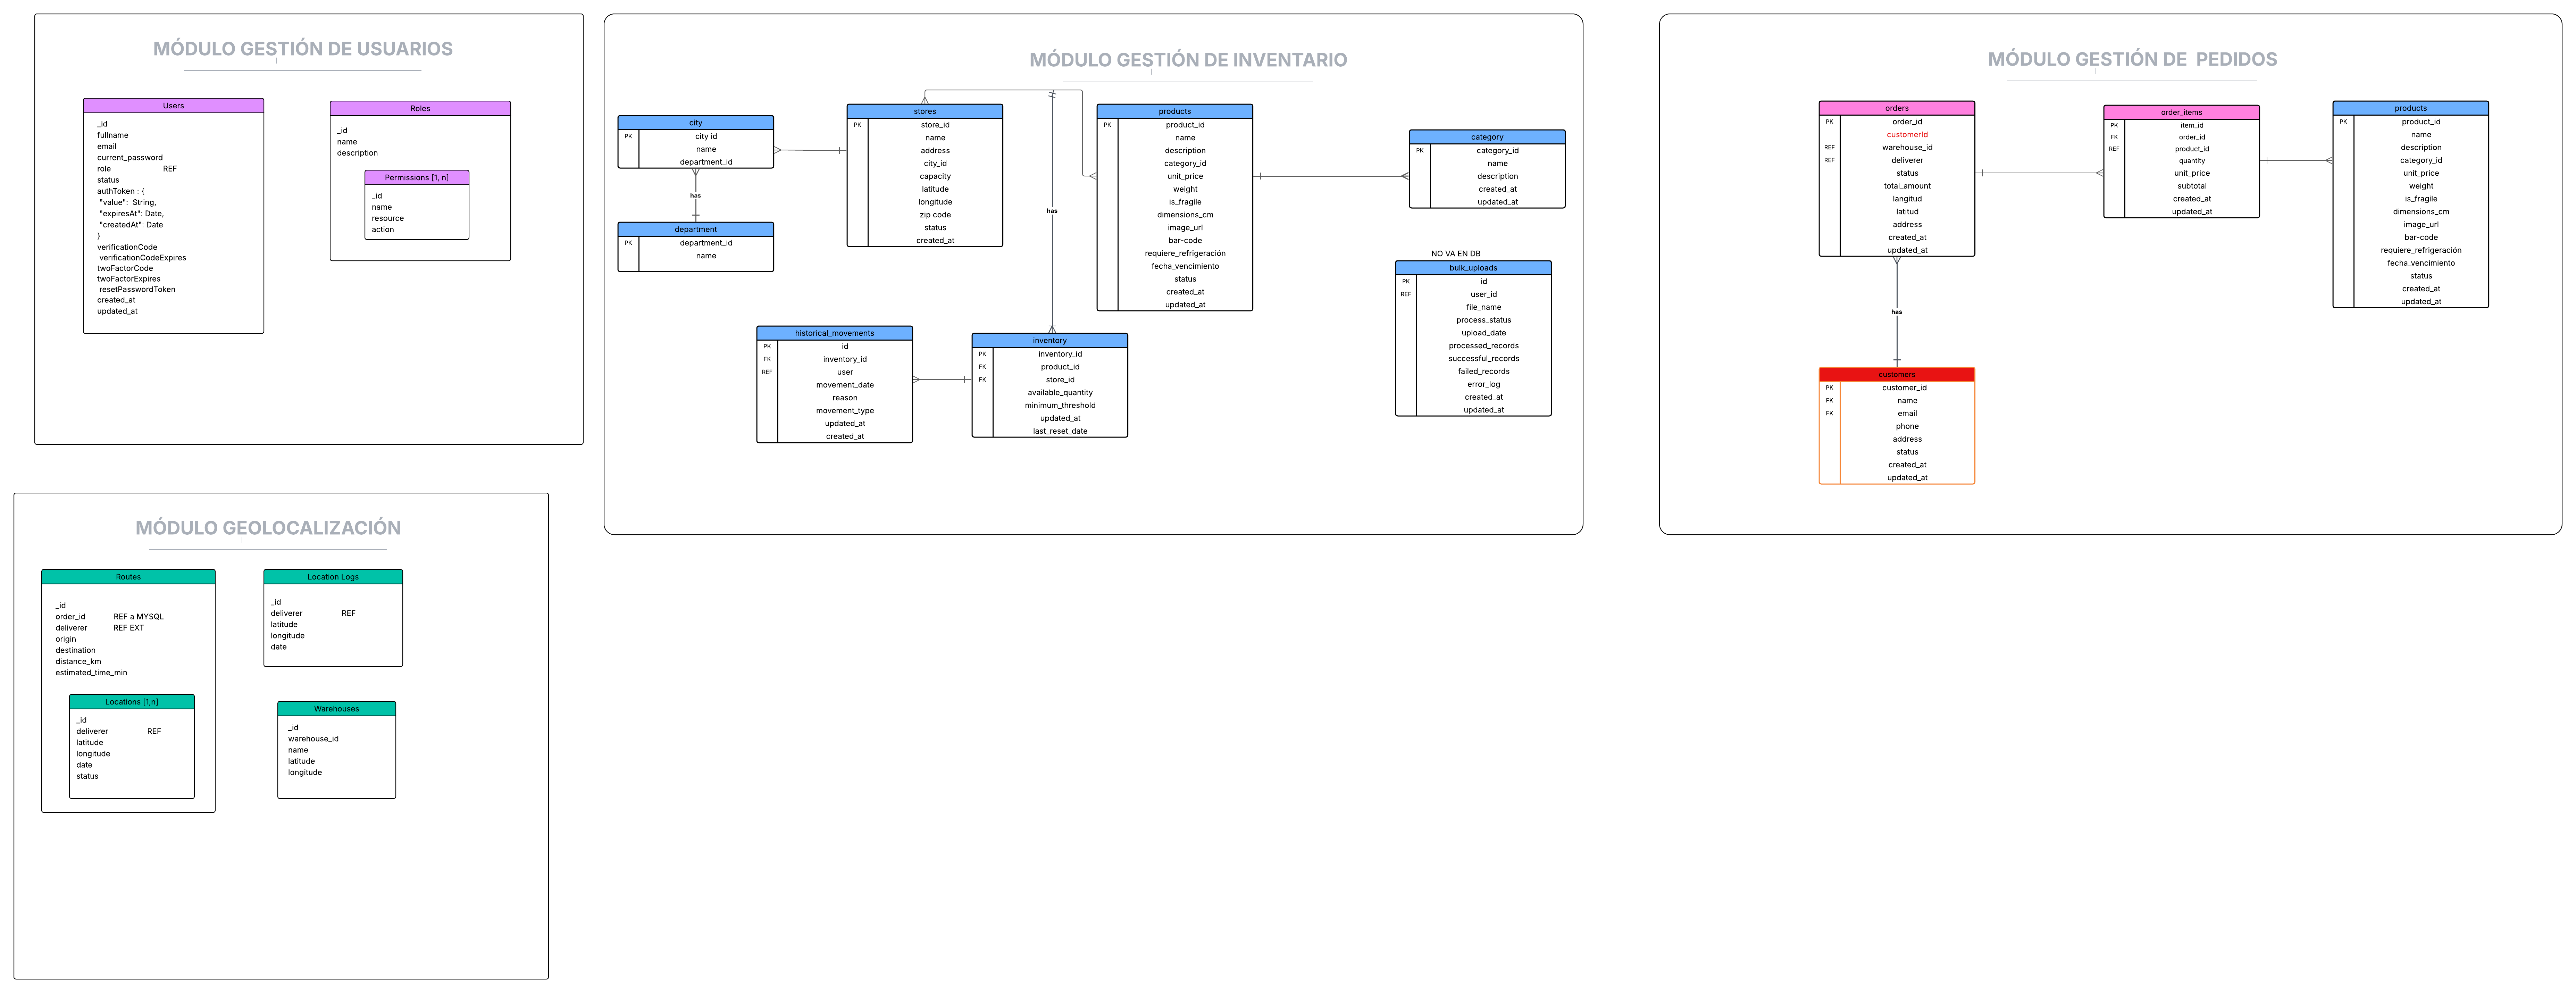 MÓDULO GESTIÓN DE USUARIOS
Users
_id
fullname
email
current_password
role REF
status
authToken : {
"value": String,
"expiresAt": Date,
"createdAt": Date
}
verificationCode
verificationCodeExpires
twoFactorCode
twoFactorExpires
resetPasswordToken
created_at
updated_at
Roles
_id
name
description
Permissions [1, n]
_id
name
resource
action
MÓDULO GESTIÓN DE INVENTARIO
city
PK city id
name
department_id
has
department
PK department_id
name
stores
PK store_id
name
address
city_id
capacity
latitude
longitude
zip code
status
created_at
has
products
PK product_id
name
description
category_id
unit_price
weight
is_fragile
dimensions_cm
image_url
bar-code
requiere_refrigeración
fecha_vencimiento
status
created_at
updated_at
category
PK category_id
name
description
created_at
updated_at
NO VA EN DB
bulk_uploads
PK id
REF user_id
file_name
process_status
upload_date
processed_records
successful_records
failed_records
error_log
created_at
updated_at
historical_movements
PK id
FK inventory_id
REF user
movement_date
reason
movement_type
updated_at
created_at
inventory
PK inventory_id
FK product_id
FK store_id
available_quantity
minimum_threshold
updated_at
last_reset_date
MÓDULO GESTIÓN DE PEDIDOS
orders
PK order_id
customerId
REF warehouse_id
REF deliverer
status
total_amount
langitud
latitud
address
created_at
updated_at
has
customers
PK customer_id
FK name
FK email
phone
address
status
created_at
updated_at
order_items
PK item_id
FK order_id
REF product_id
quantity
unit_price
subtotal
created_at
updated_at
products
PK product_id
name
description
category_id
unit_price
weight
is_fragile
dimensions_cm
image_url
bar-code
requiere_refrigeración
fecha_vencimiento
status
created_at
updated_at
MÓDULO GEOLOCALIZACIÓN
Routes
_id
order_id REF a MYSQL
deliverer REF EXT
origin
destination
distance_km
estimated_time_min
Locations [1,n]
_id
deliverer REF
latitude
longitude
date
status
Location Logs
_id
deliverer REF
latitude
longitude
date
Warehouses
_id
warehouse_id
name
latitude
longitude